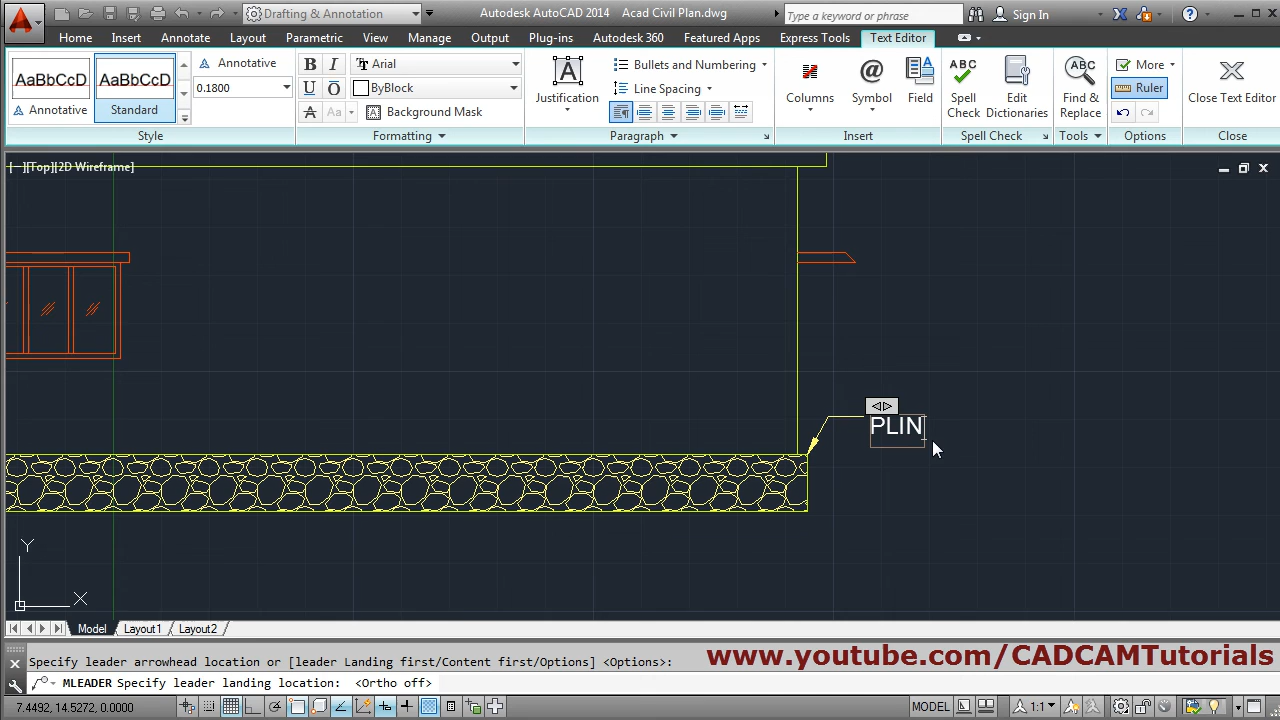 Drafting & Annotation
Autodesk AutoCAD 2014 Acad Civil Plan.dwg
Type a keyword or phrase
Sign In
Home Insert Annotate Layout Parametric View Manage Output Plug-ins Autodesk 360 Featured Apps Express Tools Text Editor
AaBbCcD AaBbCcD
Annotative Standard
Annotative
0.1800
Style
B I Arial
U O ByBlock
A Aa Background Mask
Formatting
Justification
Bullets and Numbering
Line Spacing
Paragraph
Columns
@ Symbol
Field
Insert
ABC Spell Check
Edit Dictionaries
Spell Check
ABC Find & Replace
Tools
More
Ruler
Options
Close Text Editor
Close
[-][Top][2D Wireframe]
PLIN
Y
X
Model Layout1 Layout2
Specify leader arrowhead location or [leader Landing first/Content first/Options] <Options>:
www.youtube.com/CADCAMTutorials
MLEADER Specify leader landing location: <Ortho off>
7.4492, 14.5272, 0.0000
MODEL
1:1